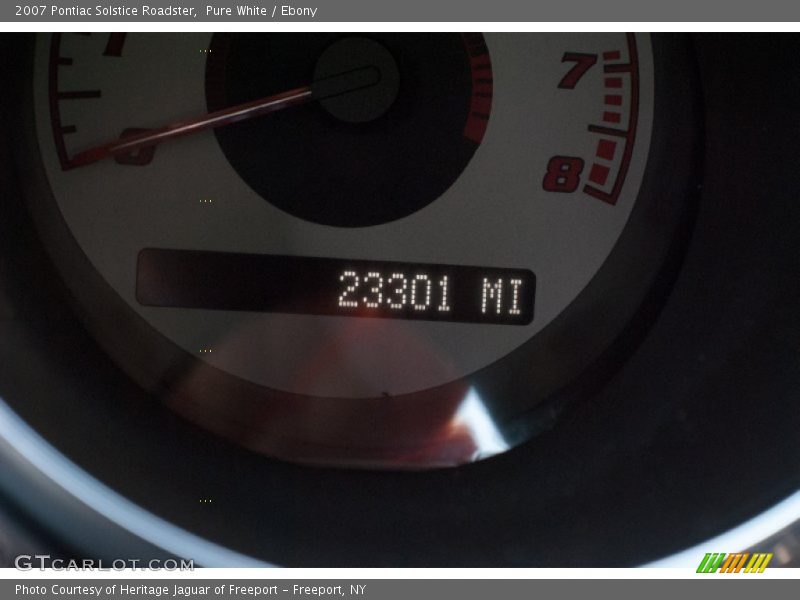 2007 Pontiac Solstice Roadster, Pure White / Ebony
7
8
23301 MI
GTCARLOT.COM
Photo Courtesy of Heritage Jaguar of Freeport - Freeport, NY